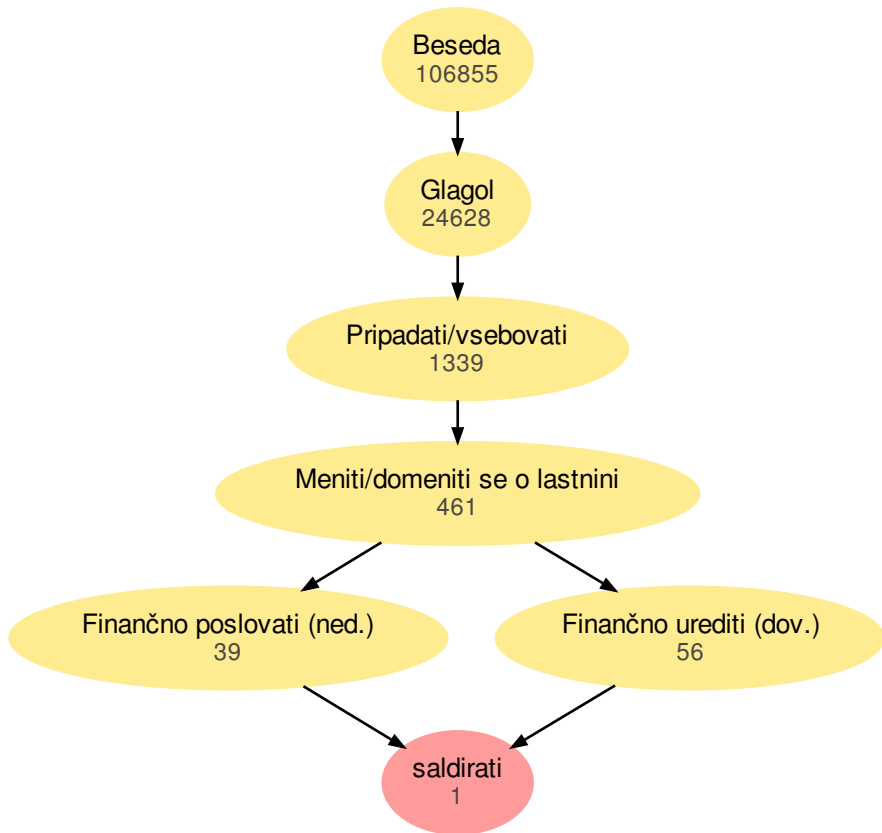 Beseda
106855
Glagol
24628
Pripadati/vsebovati
1339
Meniti/domeniti se o lastnini
461
Finančno poslovati (ned.)
39
Finančno urediti (dov.)
56
saldirati
1